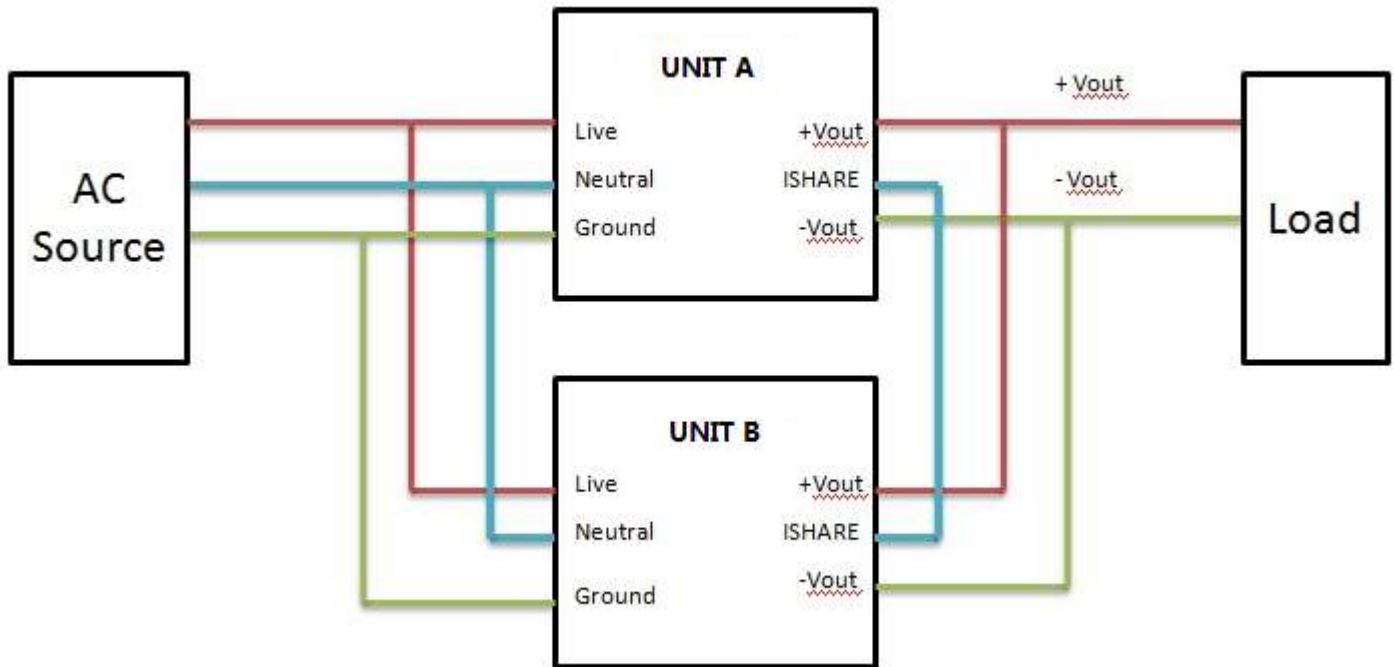 AC
Source
UNIT A
Live
Neutral
Ground
+Vout
ISHARE
-Vout
+ Vout
- Vout
Load
UNIT B
Live
Neutral
Ground
+Vout
ISHARE
-Vout